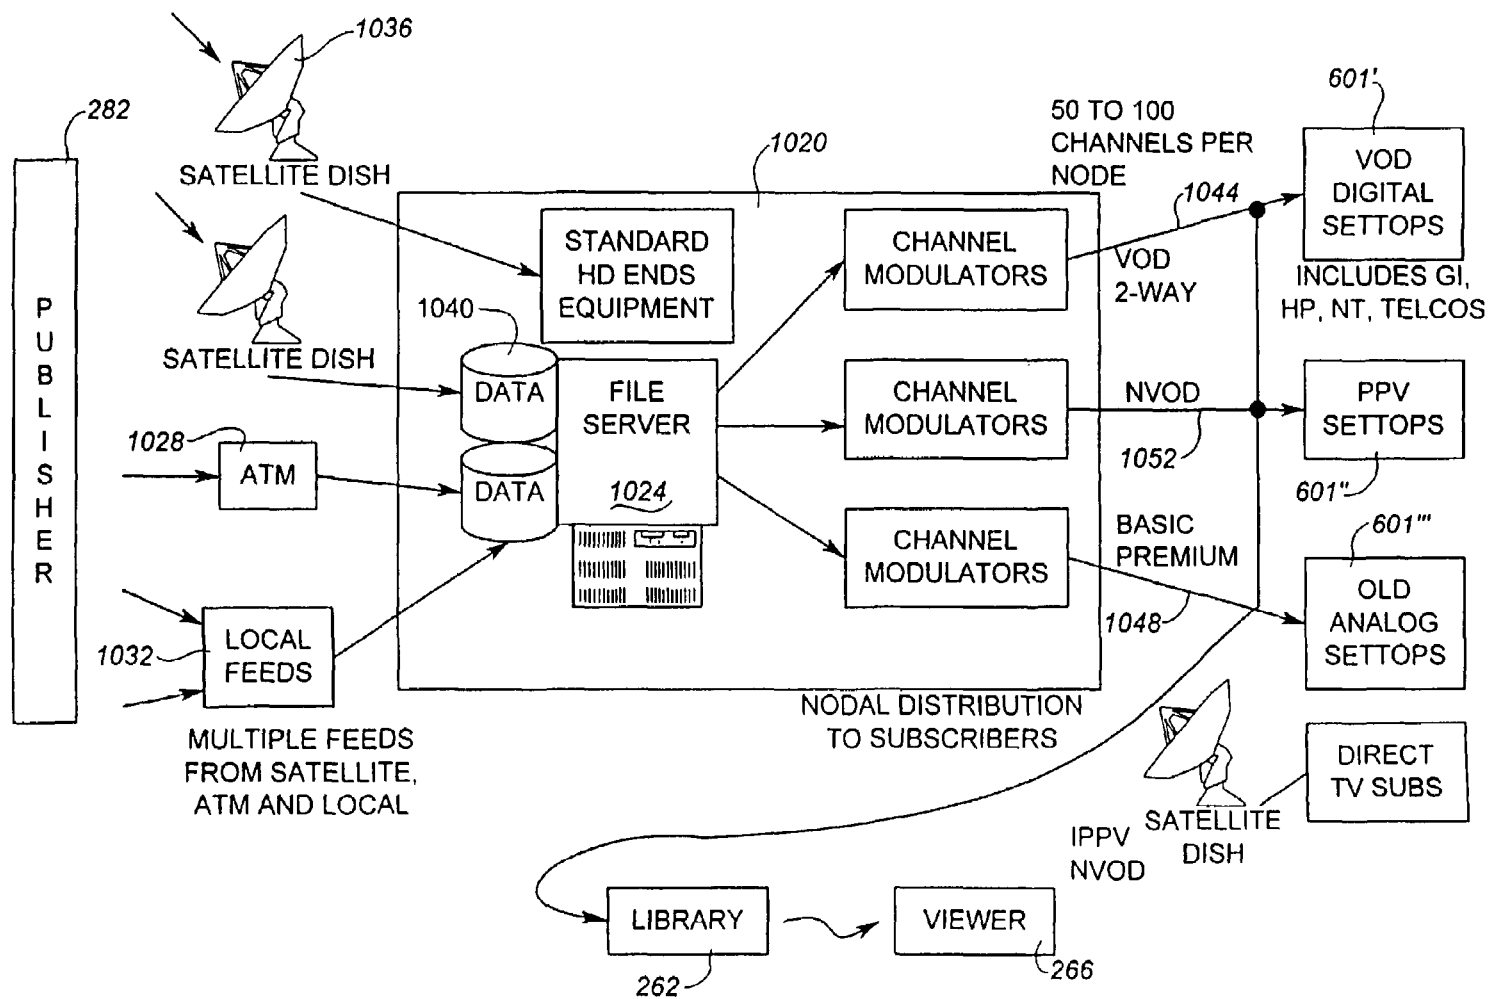 1036
282
SATELLITE DISH
SATELLITE DISH
PUBLISHER
1028
ATM
1032
LOCAL
FEEDS
MULTIPLE FEEDS
FROM SATELLITE,
ATM AND LOCAL
1020
STANDARD
HD ENDS
EQUIPMENT
1040
DATA
DATA
FILE
SERVER
1024
CHANNEL
MODULATORS
CHANNEL
MODULATORS
CHANNEL
MODULATORS
NODAL DISTRIBUTION
TO SUBSCRIBERS
50 TO 100
CHANNELS PER
NODE
1044
VOD
2-WAY
NVOD
1052
BASIC
PREMIUM
1048
601'
VOD
DIGITAL
SETTOPS
INCLUDES GI,
HP, NT, TELCOS
PPV
SETTOPS
601"
601'"
OLD
ANALOG
SETTOPS
DIRECT
TV SUBS
SATELLITE
DISH
IPPV
NVOD
LIBRARY
262
VIEWER
266